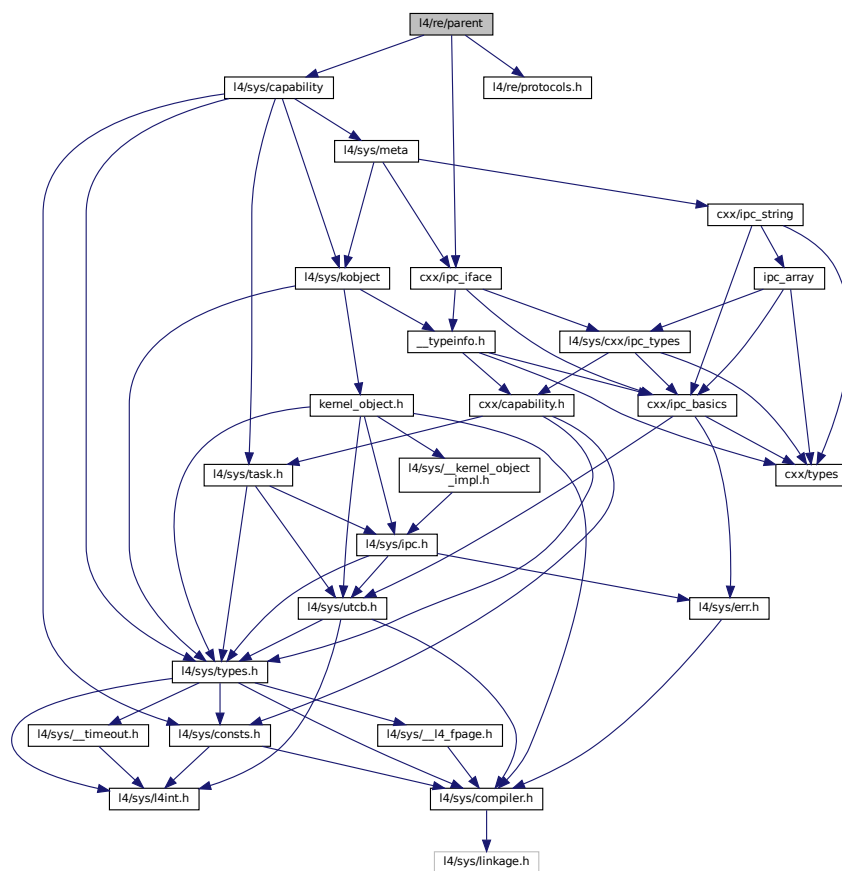 l4/re/parent
l4/sys/capability
l4/re/protocols.h
l4/sys/meta
cxx/ipc_string
l4/sys/kobject
cxx/ipc_iface
ipc_array
__typeinfo.h
l4/sys/cxx/ipc_types
kernel_object.h
cxx/capability.h
cxx/ipc_basics
l4/sys/task.h
l4/sys/__kernel_object
_impl.h
cxx/types
l4/sys/ipc.h
l4/sys/utcb.h
l4/sys/err.h
l4/sys/types.h
l4/sys/__timeout.h
l4/sys/consts.h
l4/sys/__l4_fpage.h
l4/sys/l4int.h
l4/sys/compiler.h
l4/sys/linkage.h